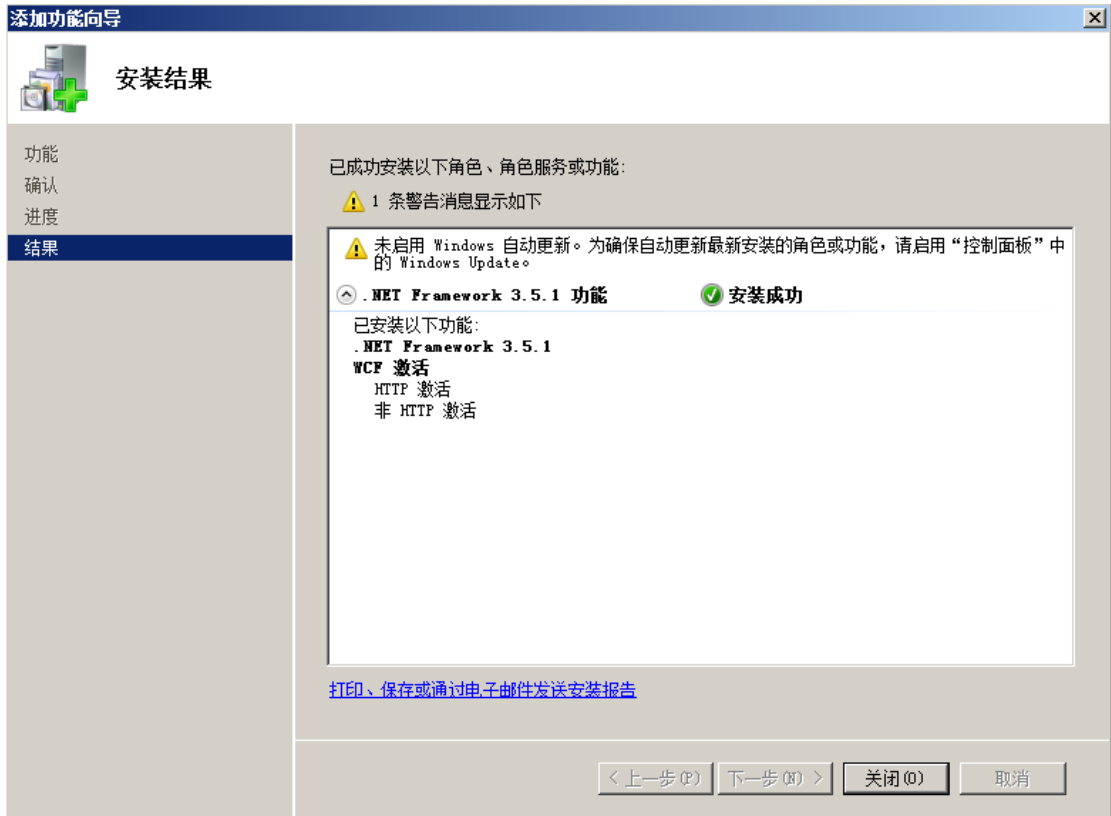 添加功能向导
安装结果
功能
确认
进度
结果
已成功安装以下角色、角色服务或功能:
1 条警告消息显示如下
未启用 Windows 自动更新。为确保自动更新最新安装的角色或功能，请启用“控制面板”中
的 Windows Update。
.NET Framework 3.5.1 功能 安装成功
已安装以下功能:
.NET Framework 3.5.1
WCF 激活
HTTP 激活
非 HTTP 激活
打印、保存或通过电子邮件发送安装报告
< 上一步(P) 下一步(N) > 关闭(O) 取消